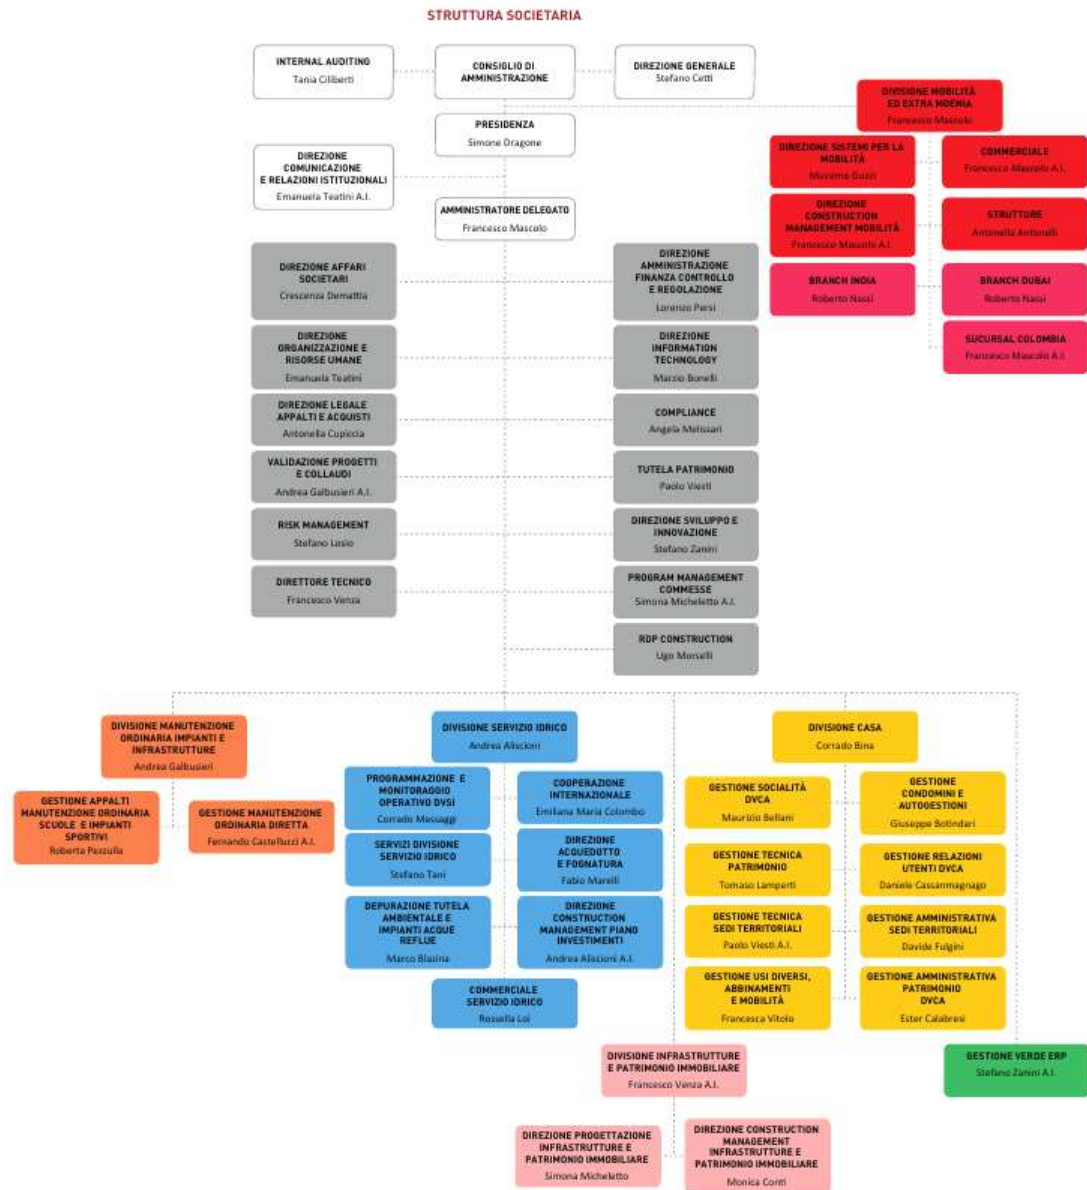 STRUTTURA SOCIETARIA
INTERNAL AUDITING
Tania Ciliberti
CONSIGLIO DI
AMMINISTRAZIONE
DIREZIONE GENERALE
Stefano Cetti
DIVISIONE MOBILITÀ
ED EXTRA MOENIA
Francesco Mascolo
PRESIDENZA
Simone Dragone
DIREZIONE
COMUNICAZIONE
E RELAZIONI ISTITUZIONALI
Emanuela Teatini A.I.
AMMINISTRATORE DELEGATO
Francesco Mascolo
DIREZIONE SISTEMI PER LA
MOBILITÀ
Massimo Guzzi
COMMERCIALE
Francesco Mascolo A.I.
DIREZIONE
CONSTRUCTION
MANAGEMENT MOBILITÀ
Francesco Mascolo A.I.
STRUTTURE
Antonella Antonelli
BRANCH INDIA
Roberto Nassi
BRANCH DUBAI
Roberto Nassi
SUCURSAL COLOMBIA
Francesco Mascolo A.I.
DIREZIONE AFFARI
SOCIETARI
Crescenza Demattia
DIREZIONE
AMMINISTRAZIONE
FINANZA CONTROLLO
E REGOLAZIONE
Lorenzo Persi
DIREZIONE
ORGANIZZAZIONE E
RISORSE UMANE
Emanuela Teatini
DIREZIONE
INFORMATION
TECHNOLOGY
Marzio Bonelli
DIREZIONE LEGALE
APPALTI E ACQUISTI
Antonella Cupiccia
COMPLIANCE
Angela Melissari
VALIDAZIONE PROGETTI
E COLLAUDI
Andrea Galbusieri A.I.
TUTELA PATRIMONIO
Paolo Viesti
RISK MANAGEMENT
Stefano Losio
DIREZIONE SVILUPPO E
INNOVAZIONE
Stefano Zanini
DIRETTORE TECNICO
Francesco Venza
PROGRAM MANAGEMENT
COMMESSE
Simona Micheletto A.I.
RDP CONSTRUCTION
Ugo Morselli
DIVISIONE MANUTENZIONE
ORDINARIA IMPIANTI E
INFRASTRUTTURE
Andrea Galbusieri
GESTIONE APPALTI
MANUTENZIONE ORDINARIA
SCUOLE E IMPIANTI
SPORTIVI
Roberta Pezzulla
GESTIONE MANUTENZIONE
ORDINARIA DIRETTA
Fernando Castellucci A.I.
DIVISIONE SERVIZIO IDRICO
Andrea Aliscioni
PROGRAMMAZIONE E
MONITORAGGIO
OPERATIVO DVSI
Corrado Messaggi
COOPERAZIONE
INTERNAZIONALE
Emiliana Maria Colombo
SERVIZI DIVISIONE
SERVIZIO IDRICO
Stefano Tani
DIREZIONE
ACQUEDOTTO
E FOGNATURA
Fabio Marelli
DEPURAZIONE TUTELA
AMBIENTALE E
IMPIANTI ACQUE
REFLUE
Marco Blazina
DIREZIONE
CONSTRUCTION
MANAGEMENT PIANO
INVESTIMENTI
Andrea Aliscioni A.I.
COMMERCIALE
SERVIZIO IDRICO
Rossella Loi
DIVISIONE CASA
Corrado Bina
GESTIONE SOCIALITÀ
DVCA
Maurizio Bellani
GESTIONE
CONDOMINI E
AUTOGESTIONI
Giuseppe Botindari
GESTIONE TECNICA
PATRIMONIO
Tomaso Lamperti
GESTIONE RELAZIONI
UTENTI DVCA
Daniele Cassanmagnago
GESTIONE TECNICA
SEDI TERRITORIALI
Paolo Viesti A.I.
GESTIONE AMMINISTRATIVA
SEDI TERRITORIALI
Davide Fulgini
GESTIONE USI DIVERSI,
ABBINAMENTI
E MOBILITÀ
Francesca Vitolo
GESTIONE AMMINISTRATIVA
PATRIMONIO
DVCA
Ester Calabresi
DIVISIONE INFRASTRUTTURE
E PATRIMONIO IMMOBILIARE
Francesco Venza A.I.
GESTIONE VERDE ERP
Stefano Zanini A.I.
DIREZIONE PROGETTAZIONE
INFRASTRUTTURE E
PATRIMONIO IMMOBILIARE
Simona Micheletto
DIREZIONE CONSTRUCTION
MANAGEMENT
INFRASTRUTTURE E
PATRIMONIO IMMOBILIARE
Monica Conti